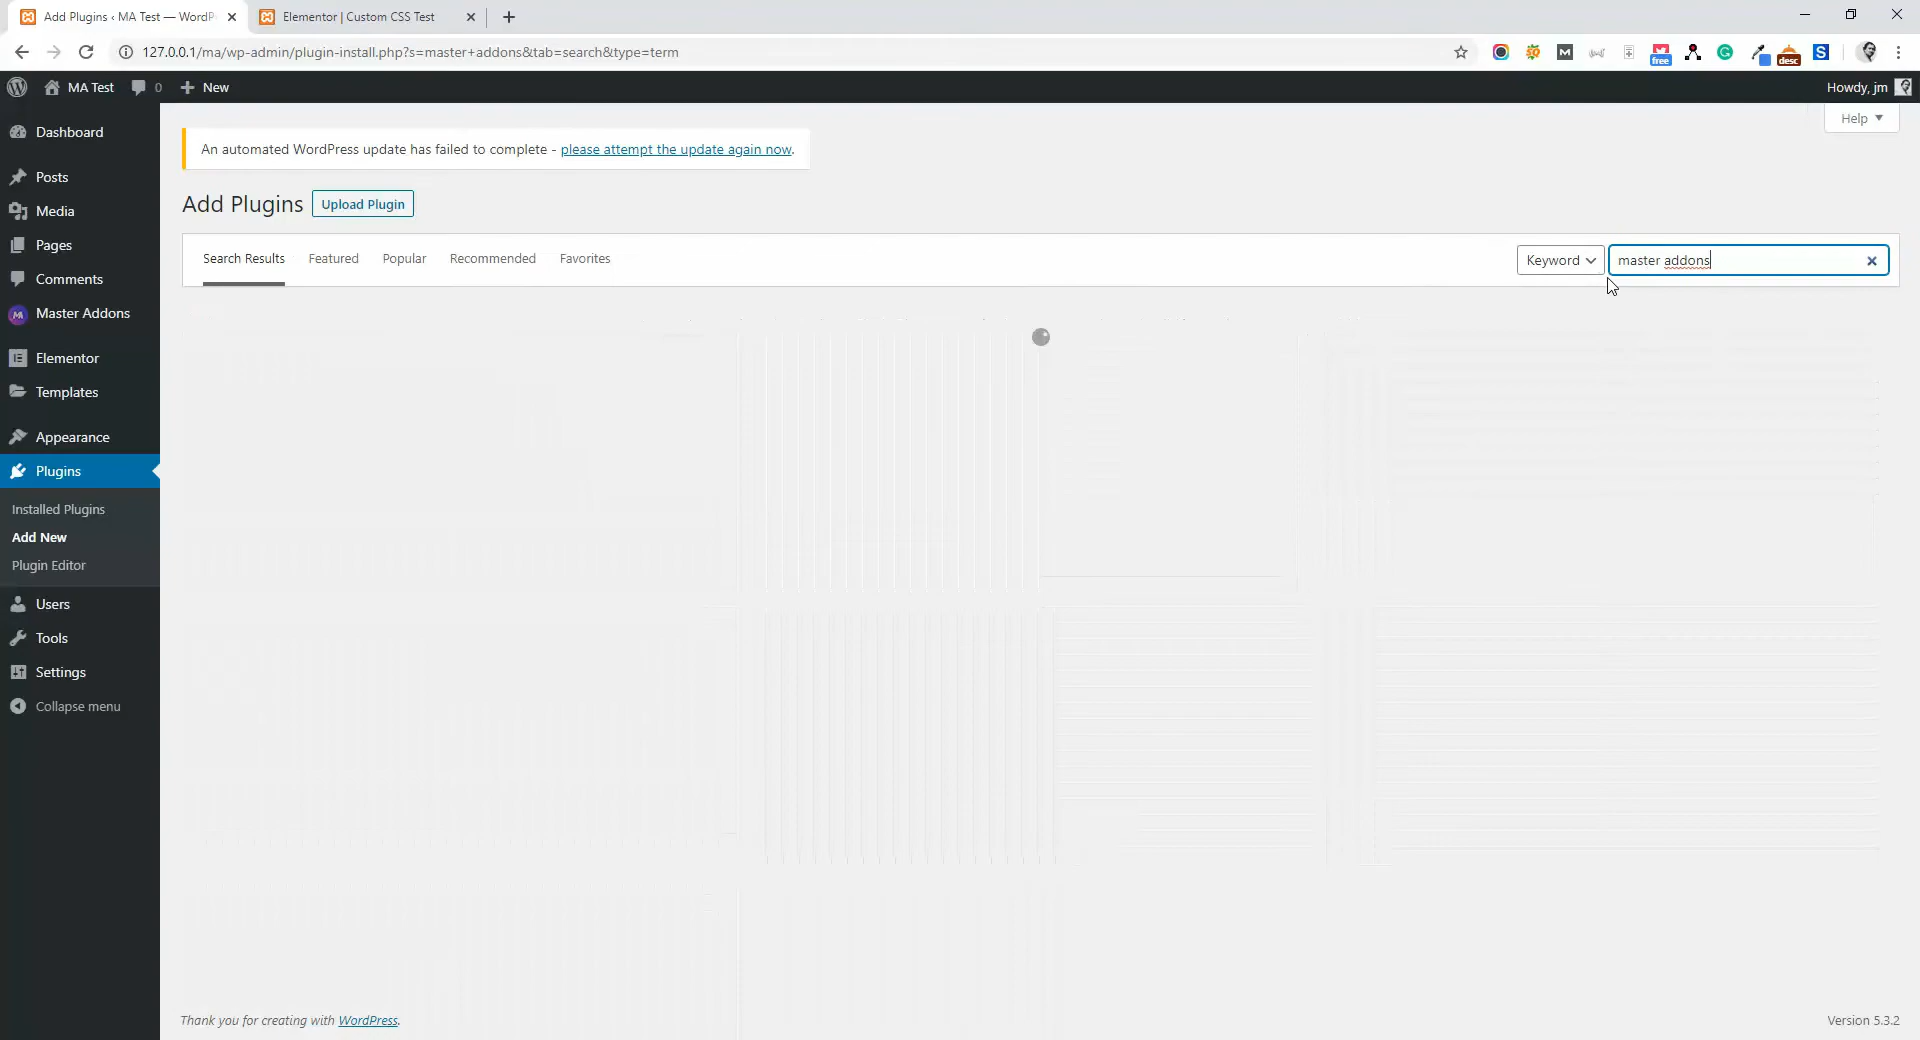 Add Plugins ‹ MA Test — WordP
Elementor | Custom CSS Test
127.0.0.1/ma/wp-admin/plugin-install.php?s=master+addons&tab=search&type=term
free
desc
MA Test
0
New
Howdy, jm
Help
Dashboard
Posts
Media
Pages
Comments
Master Addons
Elementor
Templates
Appearance
Plugins
Installed Plugins
Add New
Plugin Editor
Users
Tools
Settings
Collapse menu
An automated WordPress update has failed to complete - please attempt the update again now.
Add Plugins
Upload Plugin
Search Results
Featured
Popular
Recommended
Favorites
Keyword
master addons
Thank you for creating with WordPress.
Version 5.3.2